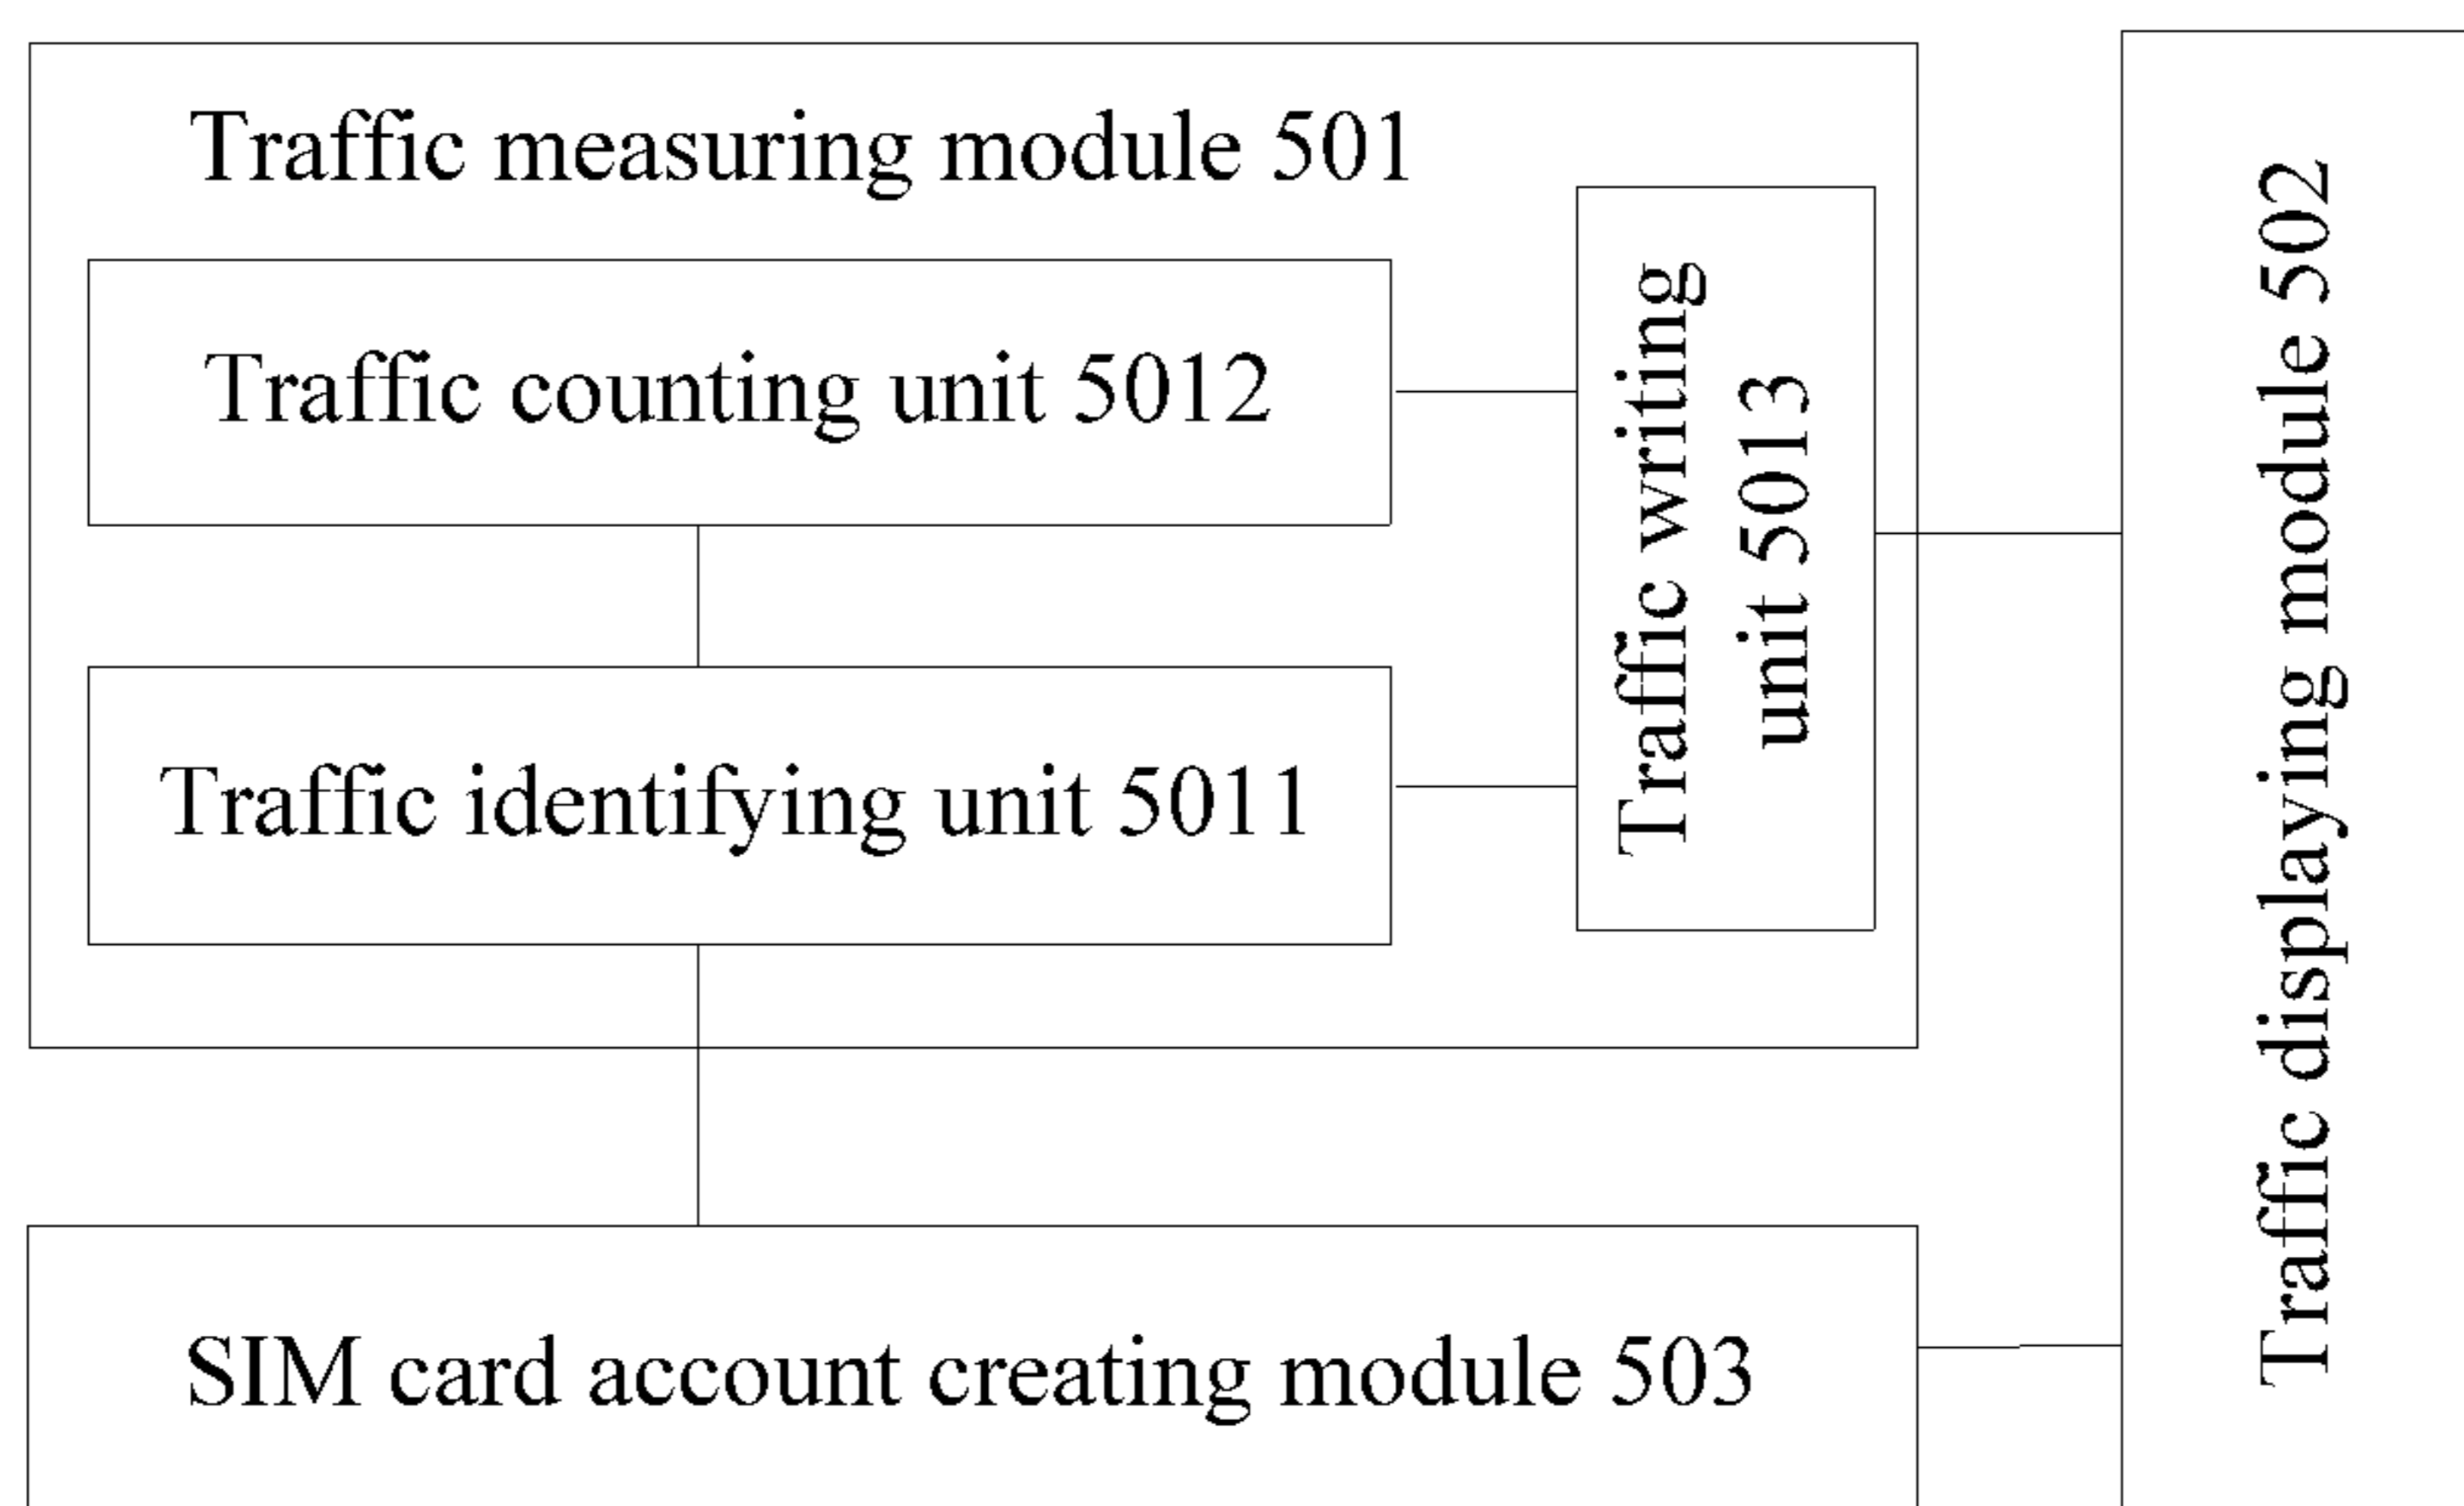 Traffic measuring module 501
Traffic counting unit 5012
Traffic identifying unit 5011
Traffic writing
unit 5013
Traffic displaying module 502
SIM card account creating module 503